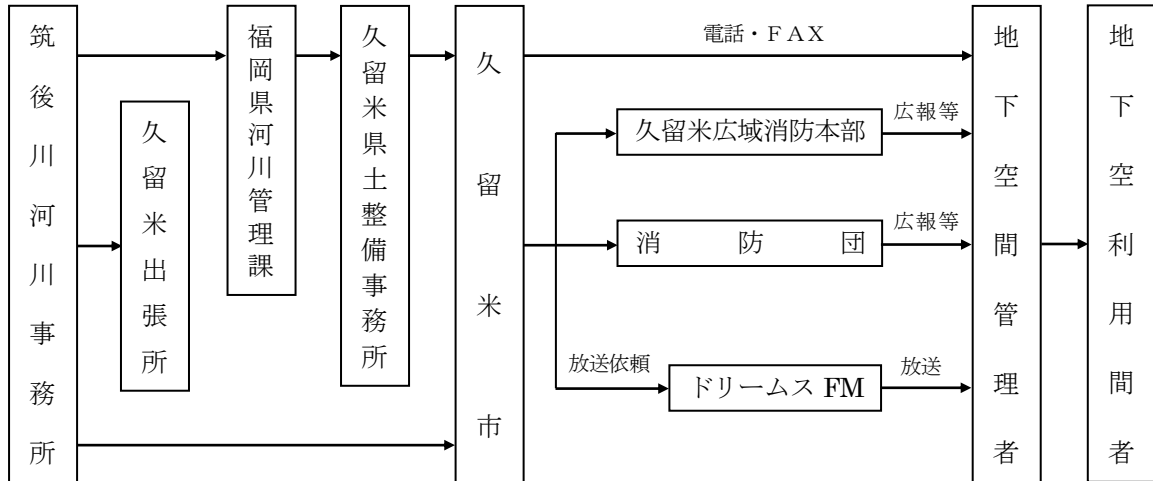 筑後川河川事務所
久留米出張所
福岡県河川管理課
久留米県土整備事務所
久留米市
電話・ＦＡＸ
久留米広域消防本部
広報等
消防団
広報等
放送依頼
ドリームス FM
放送
地下空間管理者
地下空利用間者